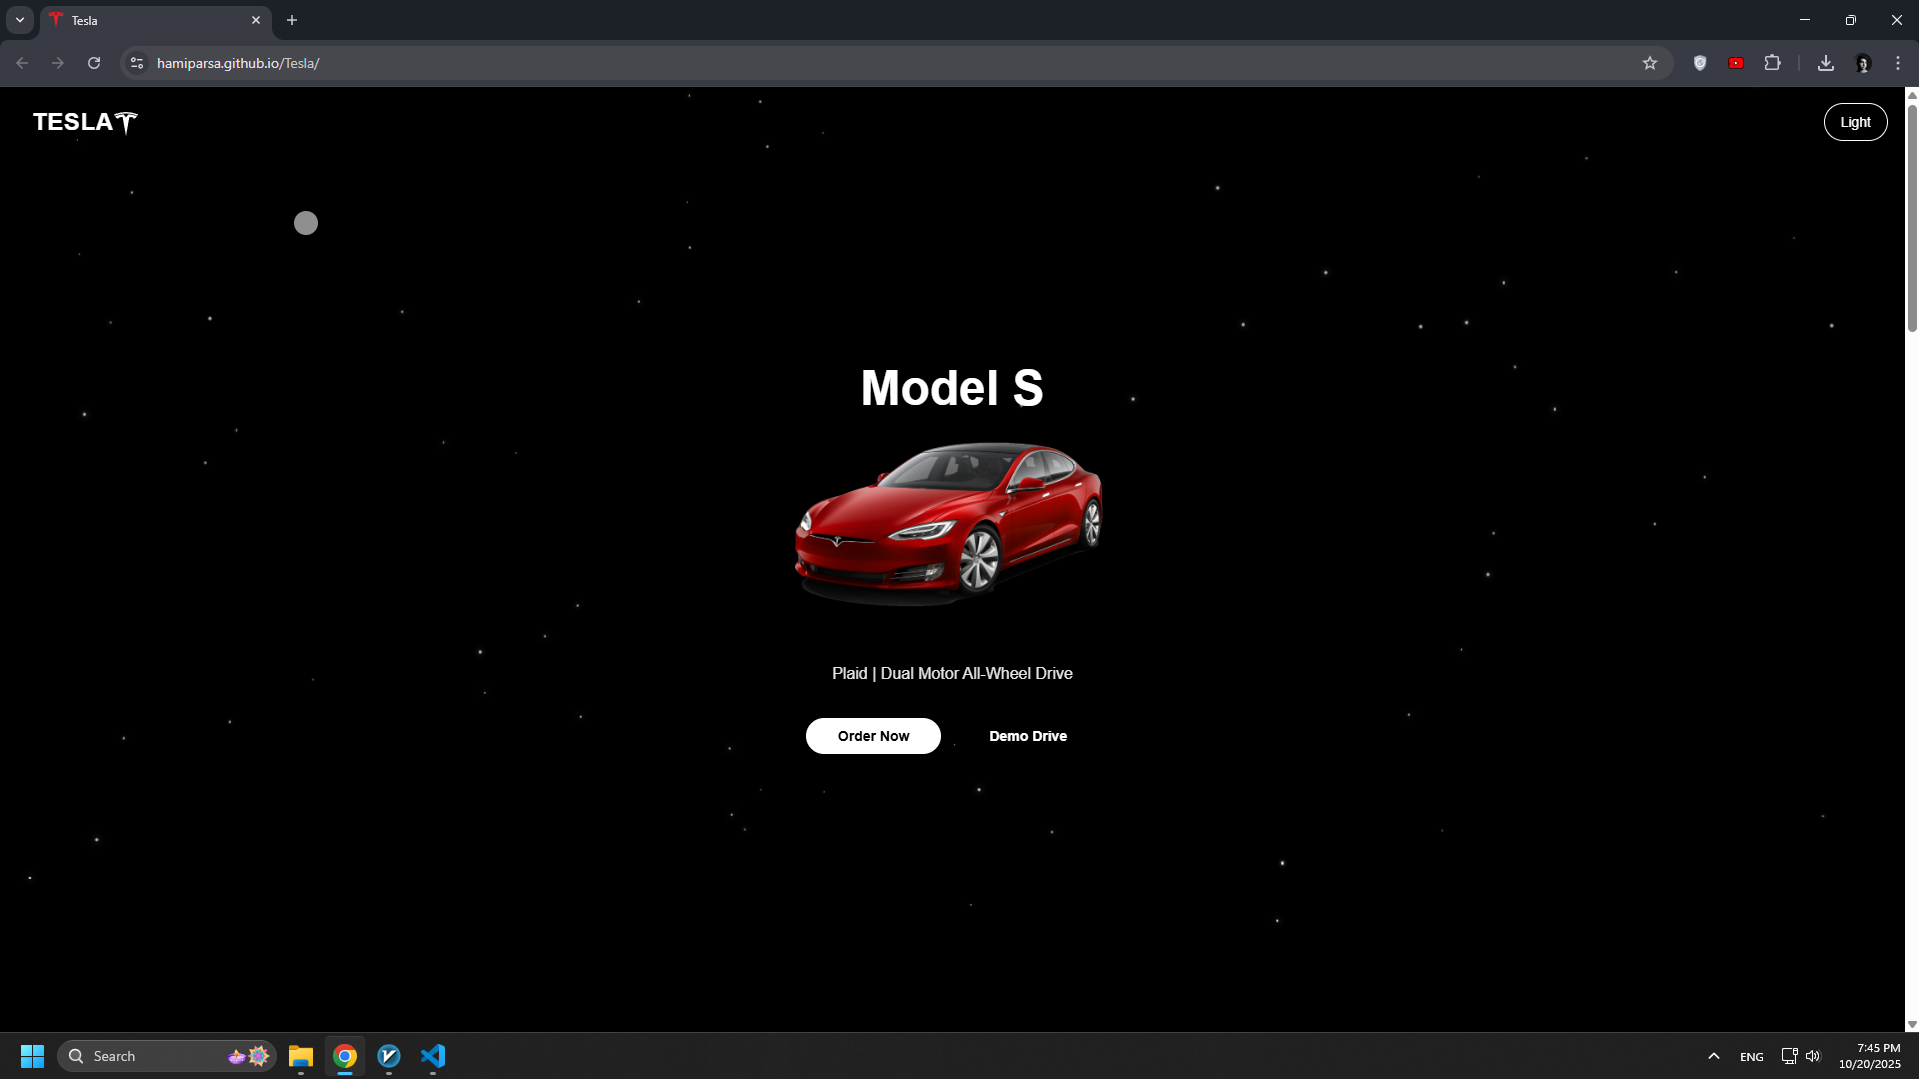 Tesla
hamiparsa.github.io/Tesla/
TESLA
Light
Model S
Plaid | Dual Motor All-Wheel Drive
Order Now
Demo Drive
Search
ENG
7:45 PM
10/20/2025